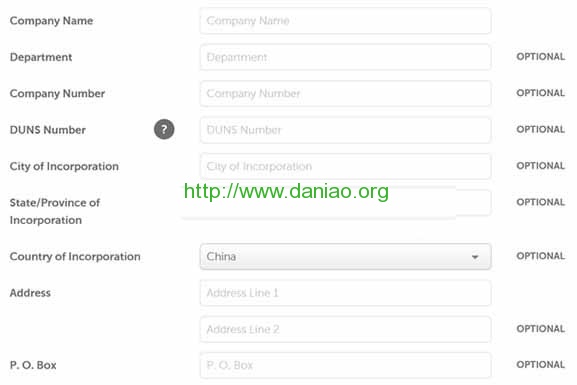 Company Name Company Name
Department Department OPTIONAL
Company Number Company Number OPTIONAL
DUNS Number ? DUNS Number OPTIONAL
City of Incorporation City of Incorporation OPTIONAL
http://www.daniao.org
State/Province of Incorporation OPTIONAL
Country of Incorporation China OPTIONAL
Address Address Line 1
Address Line 2 OPTIONAL
P. O. Box P. O. Box OPTIONAL